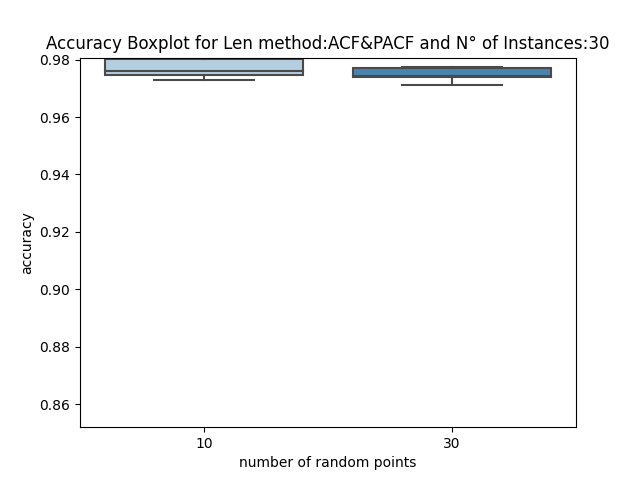 Accuracy Boxplot for Len method:ACF&PACF and N° of Instances:30
0.98
0.96
0.94
0.92
0.90
0.88
0.86
accuracy
10 30
number of random points